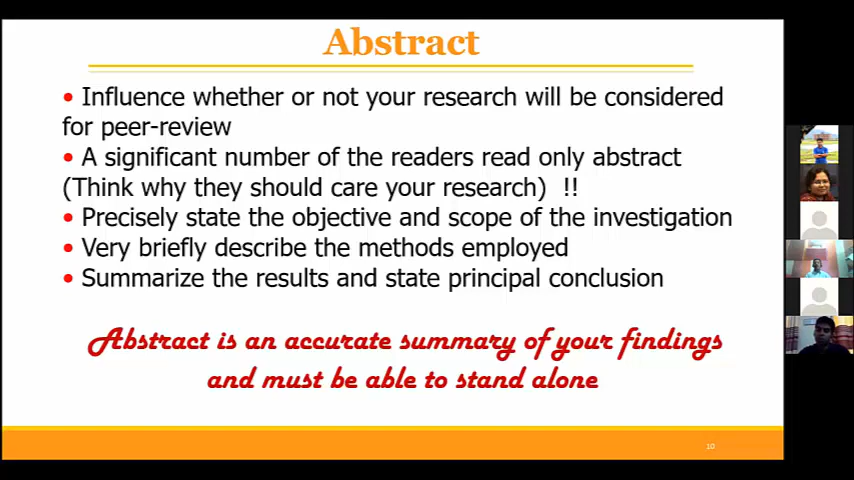 Abstract
• Influence whether or not your research will be considered
for peer-review
• A significant number of the readers read only abstract
(Think why they should care your research) !!
• Precisely state the objective and scope of the investigation
• Very briefly describe the methods employed
• Summarize the results and state principal conclusion
Abstract is an accurate summary of your findings
and must be able to stand alone
10